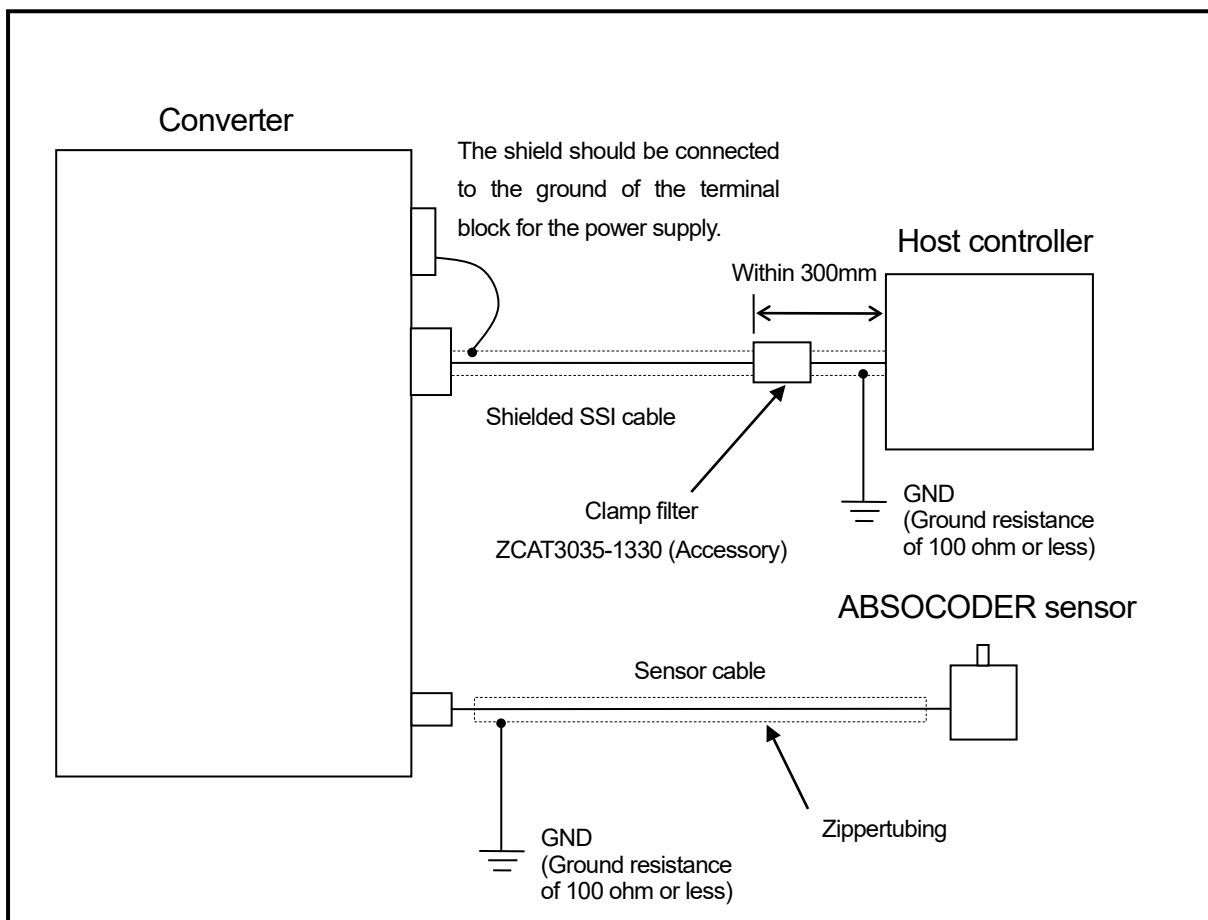 Converter
The shield should be connected
to the ground of the terminal
block for the power supply.
Host controller
Within 300mm
Shielded SSI cable
Clamp filter
ZCAT3035-1330 (Accessory)
GND
(Ground resistance
of 100 ohm or less)
ABSOCODER sensor
Sensor cable
Zippertubing
GND
(Ground resistance
of 100 ohm or less)